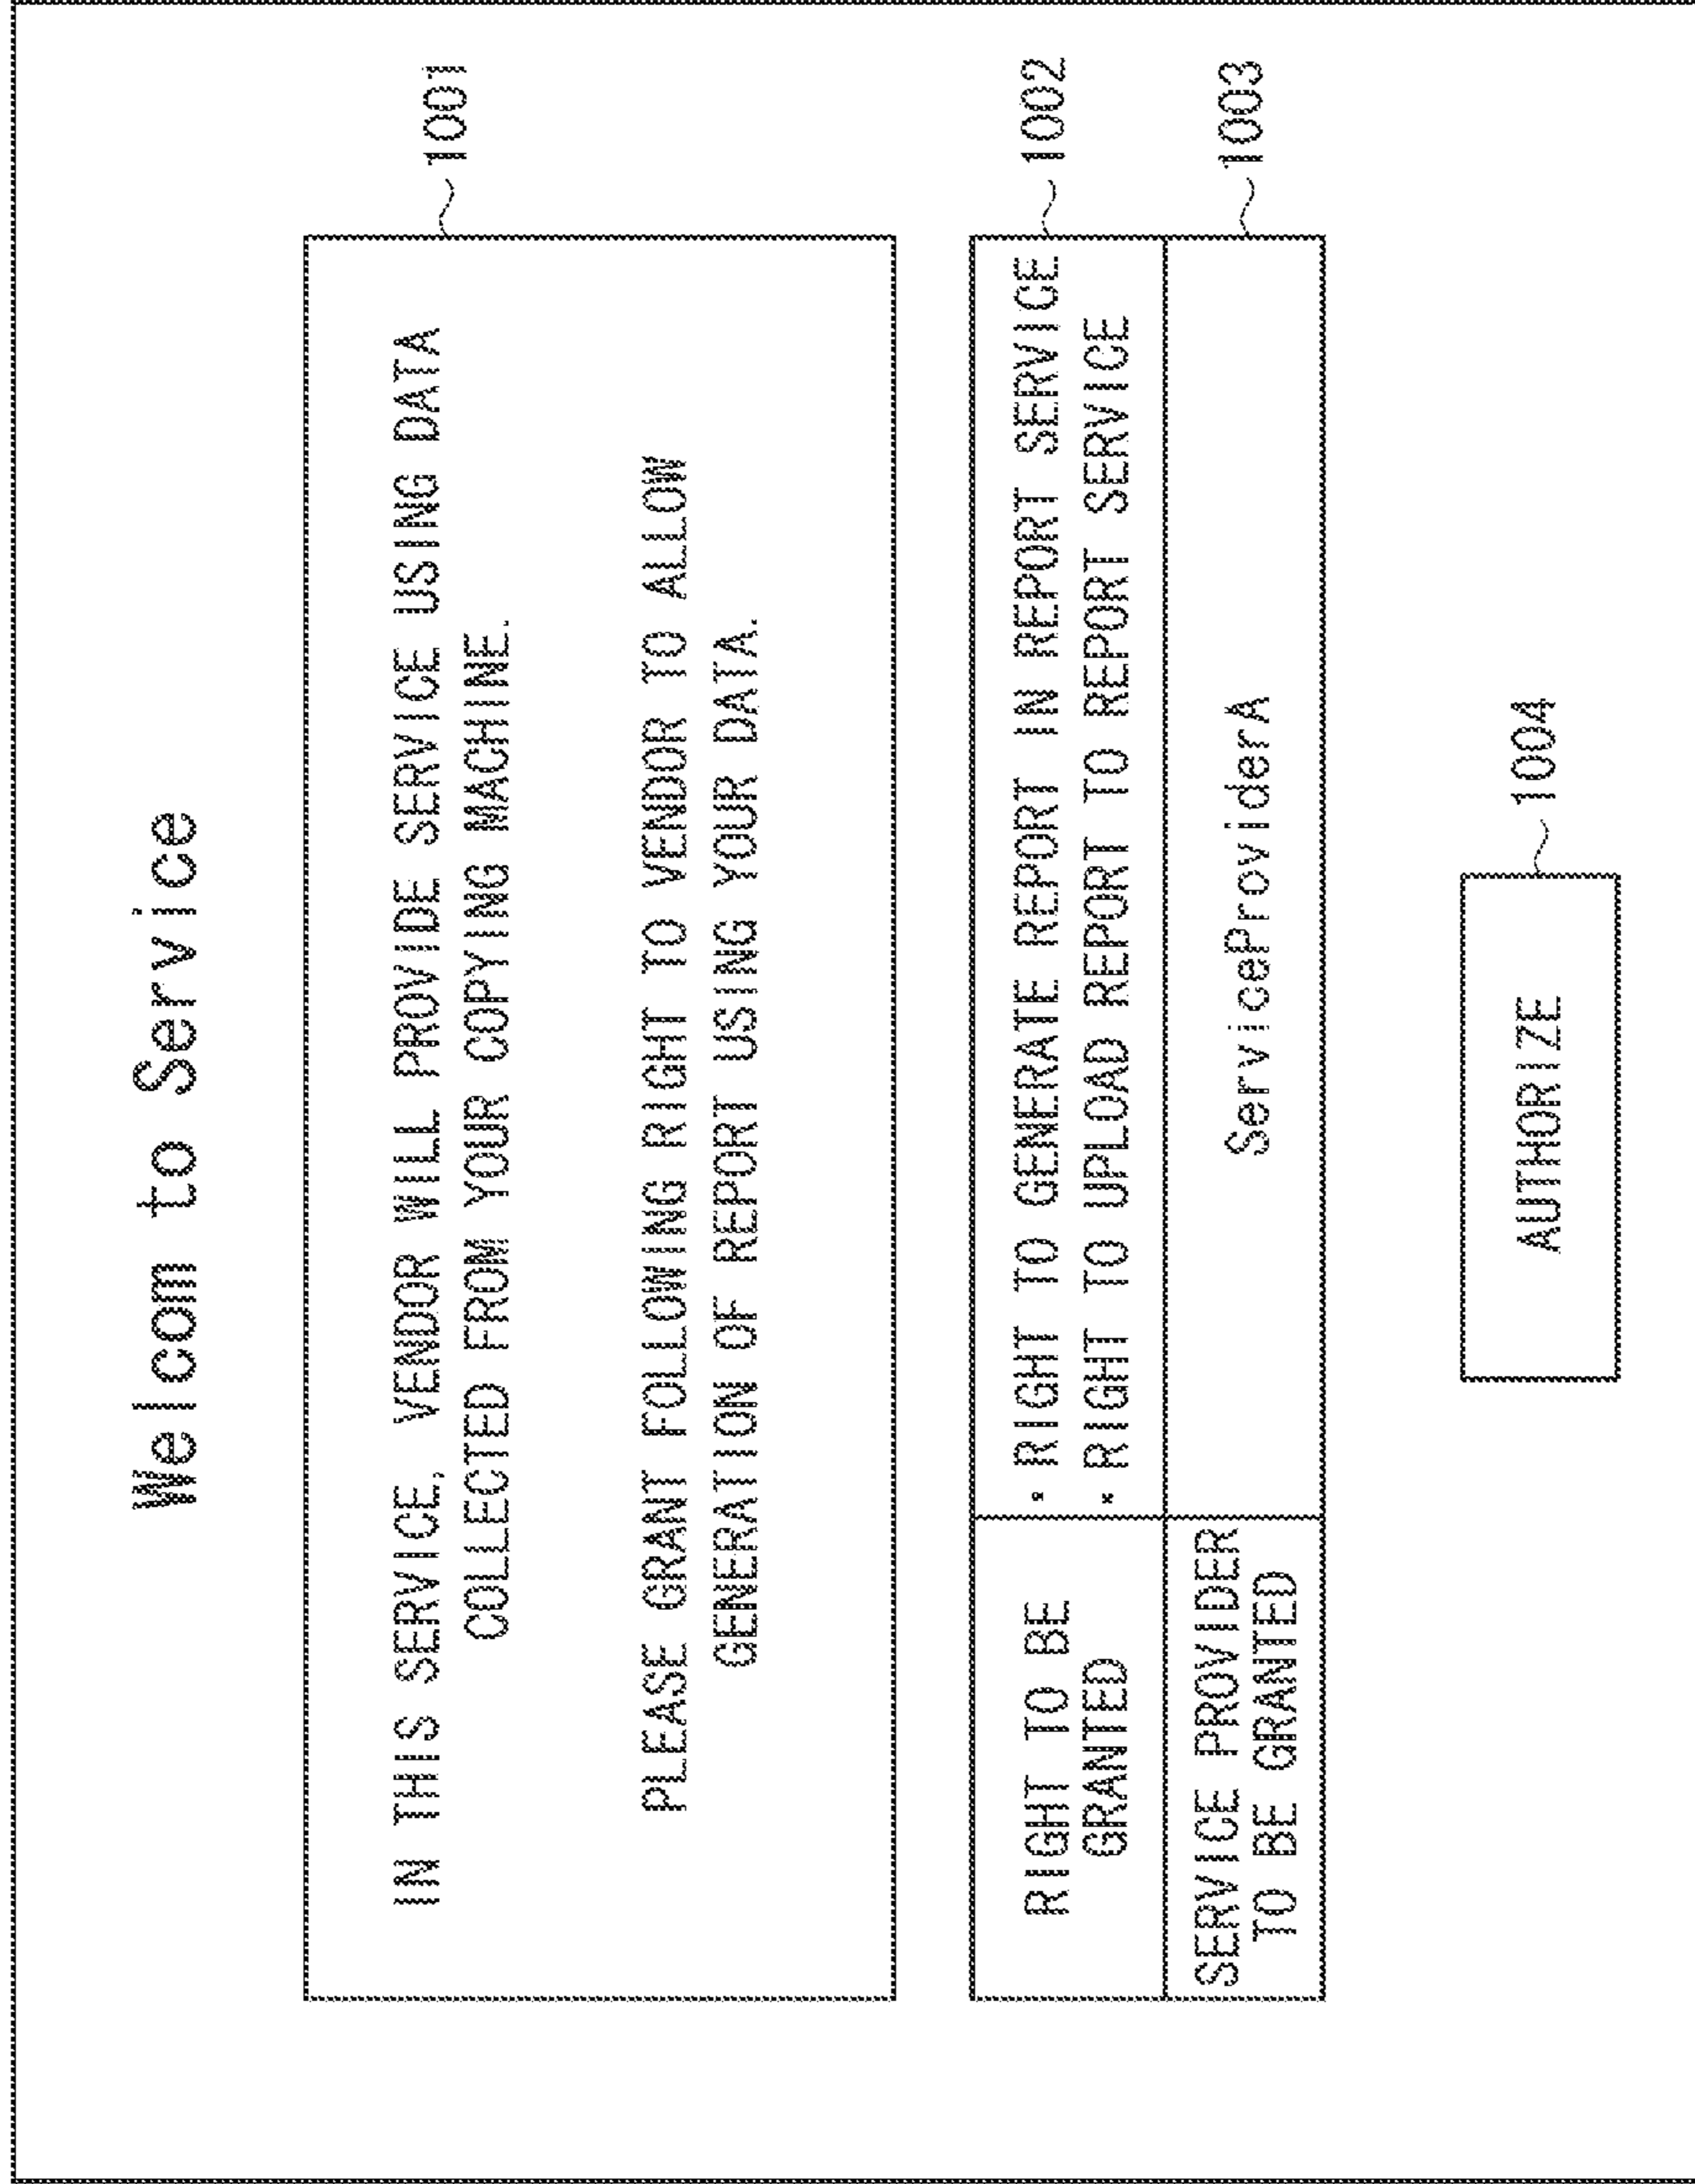 Welcom to Service
IN THIS SERVICE, VENDOR WILL PROVIDE SERVICE USING DATA
COLLECTED FROM YOUR COPYING MACHINE.
PLEASE GRANT FOLLOWING RIGHT TO VENDOR TO ALLOW
GENERATION OF REPORT USING YOUR DATA.
1001
RIGHT TO BE
GRANTED
• RIGHT TO GENERATE REPORT IN REPORT SERVICE
• RIGHT TO UPLOAD REPORT TO REPORT SERVICE
1002
SERVICE PROVIDER
TO BE GRANTED
ServiceProviderA
1003
AUTHORIZE
1004